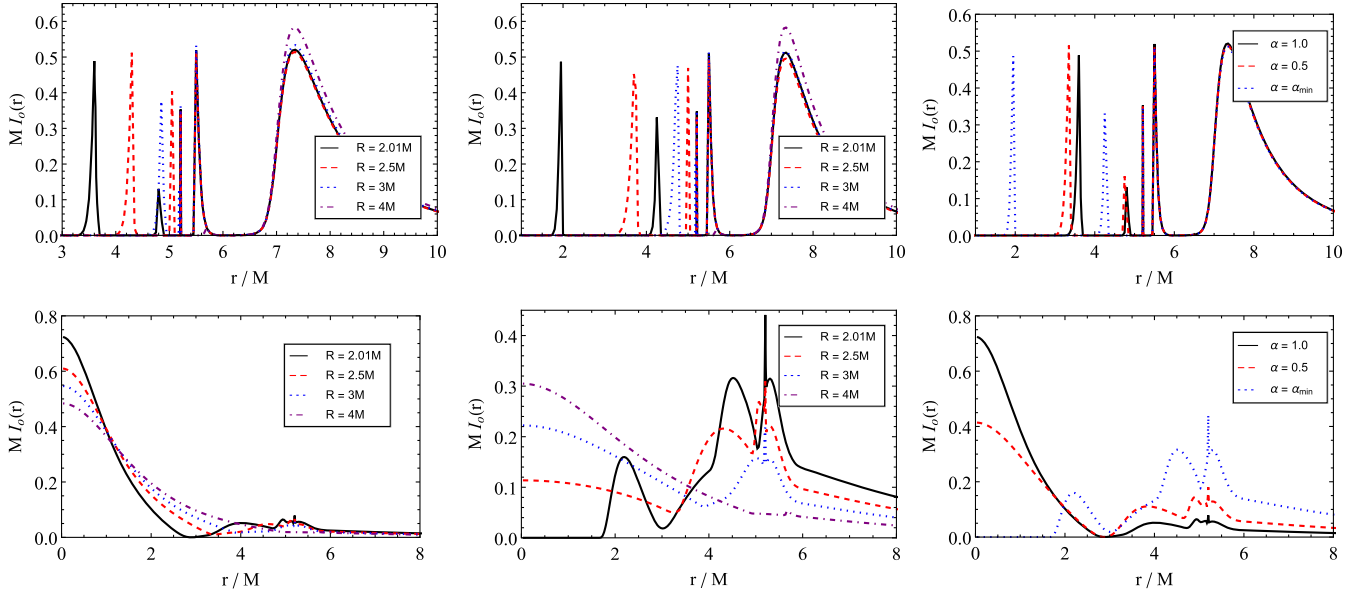 M I_o(r)
0.6
0.5
0.4
0.3
0.2
0.1
0.0
R = 2.01M
R = 2.5M
R = 3M
R = 4M
3 4 5 6 7 8 9 10
r / M
M I_o(r)
0.6
0.5
0.4
0.3
0.2
0.1
0.0
R = 2.01M
R = 2.5M
R = 3M
R = 4M
1 2 3 4 5 6 7 8 9 10
r / M
M I_o(r)
0.6
0.5
0.4
0.3
0.2
0.1
0.0
α = 1.0
α = 0.5
α = α_min
2 4 6 8 10
r / M
M I_o(r)
0.8
0.6
0.4
0.2
0.0
R = 2.01M
R = 2.5M
R = 3M
R = 4M
0 2 4 6 8
r / M
M I_o(r)
0.4
0.3
0.2
0.1
0.0
R = 2.01M
R = 2.5M
R = 3M
R = 4M
0 2 4 6 8
r / M
M I_o(r)
0.8
0.6
0.4
0.2
0.0
α = 1.0
α = 0.5
α = α_min
0 2 4 6 8
r / M